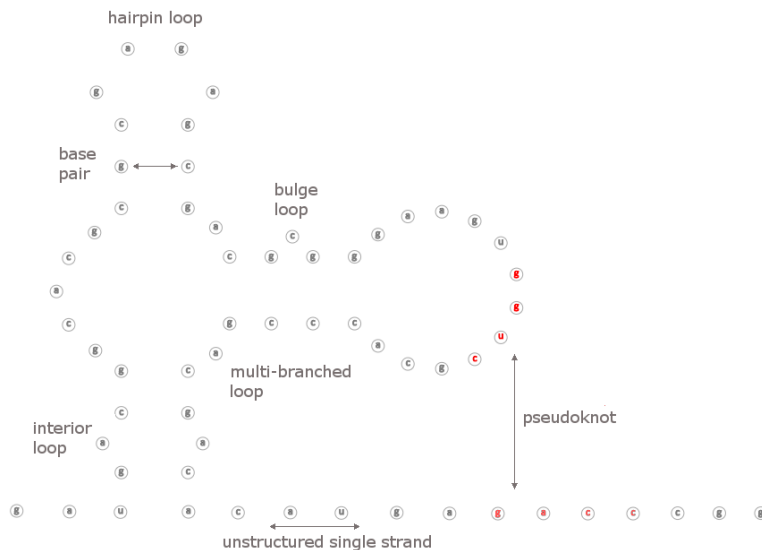 hairpin loop
a g
g a
c g
base
pair
g c
bulge
loop
c g
a a g
g a c g u
c c g g g
a g
g
c g c c c u
g a a c
g c c g
multi-branched
loop
c g
pseudoknot
interior
loop
a a
g c
g a u a c a u g a g a c c c g g
unstructured single strand